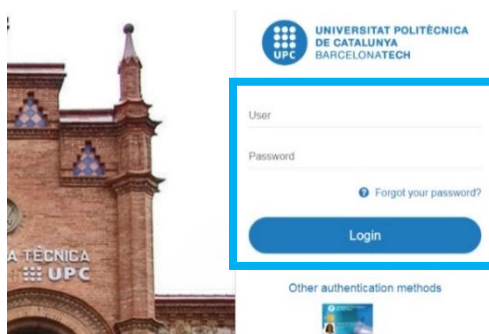 UNIVERSITAT POLITÈCNICA
DE CATALUNYA
BARCELONATECH
UPC
User
Password
Forgot your password?
Login
Other authentication methods
A TÈCNICA
UPC